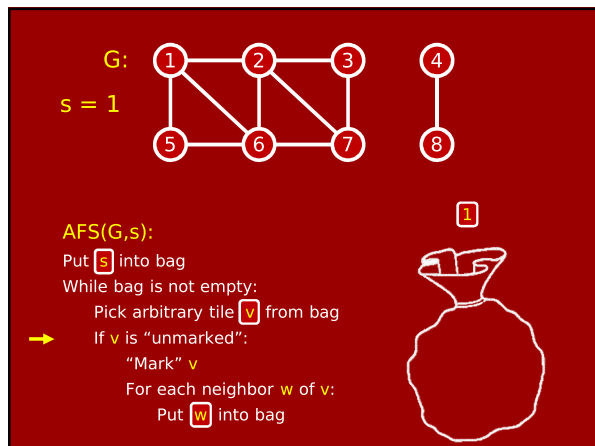 G:
1 2 3 4
s = 1
5 6 7 8
1
AFS(G,s):
Put s into bag
While bag is not empty:
Pick arbitrary tile v from bag
If v is “unmarked”:
“Mark” v
For each neighbor w of v:
Put w into bag